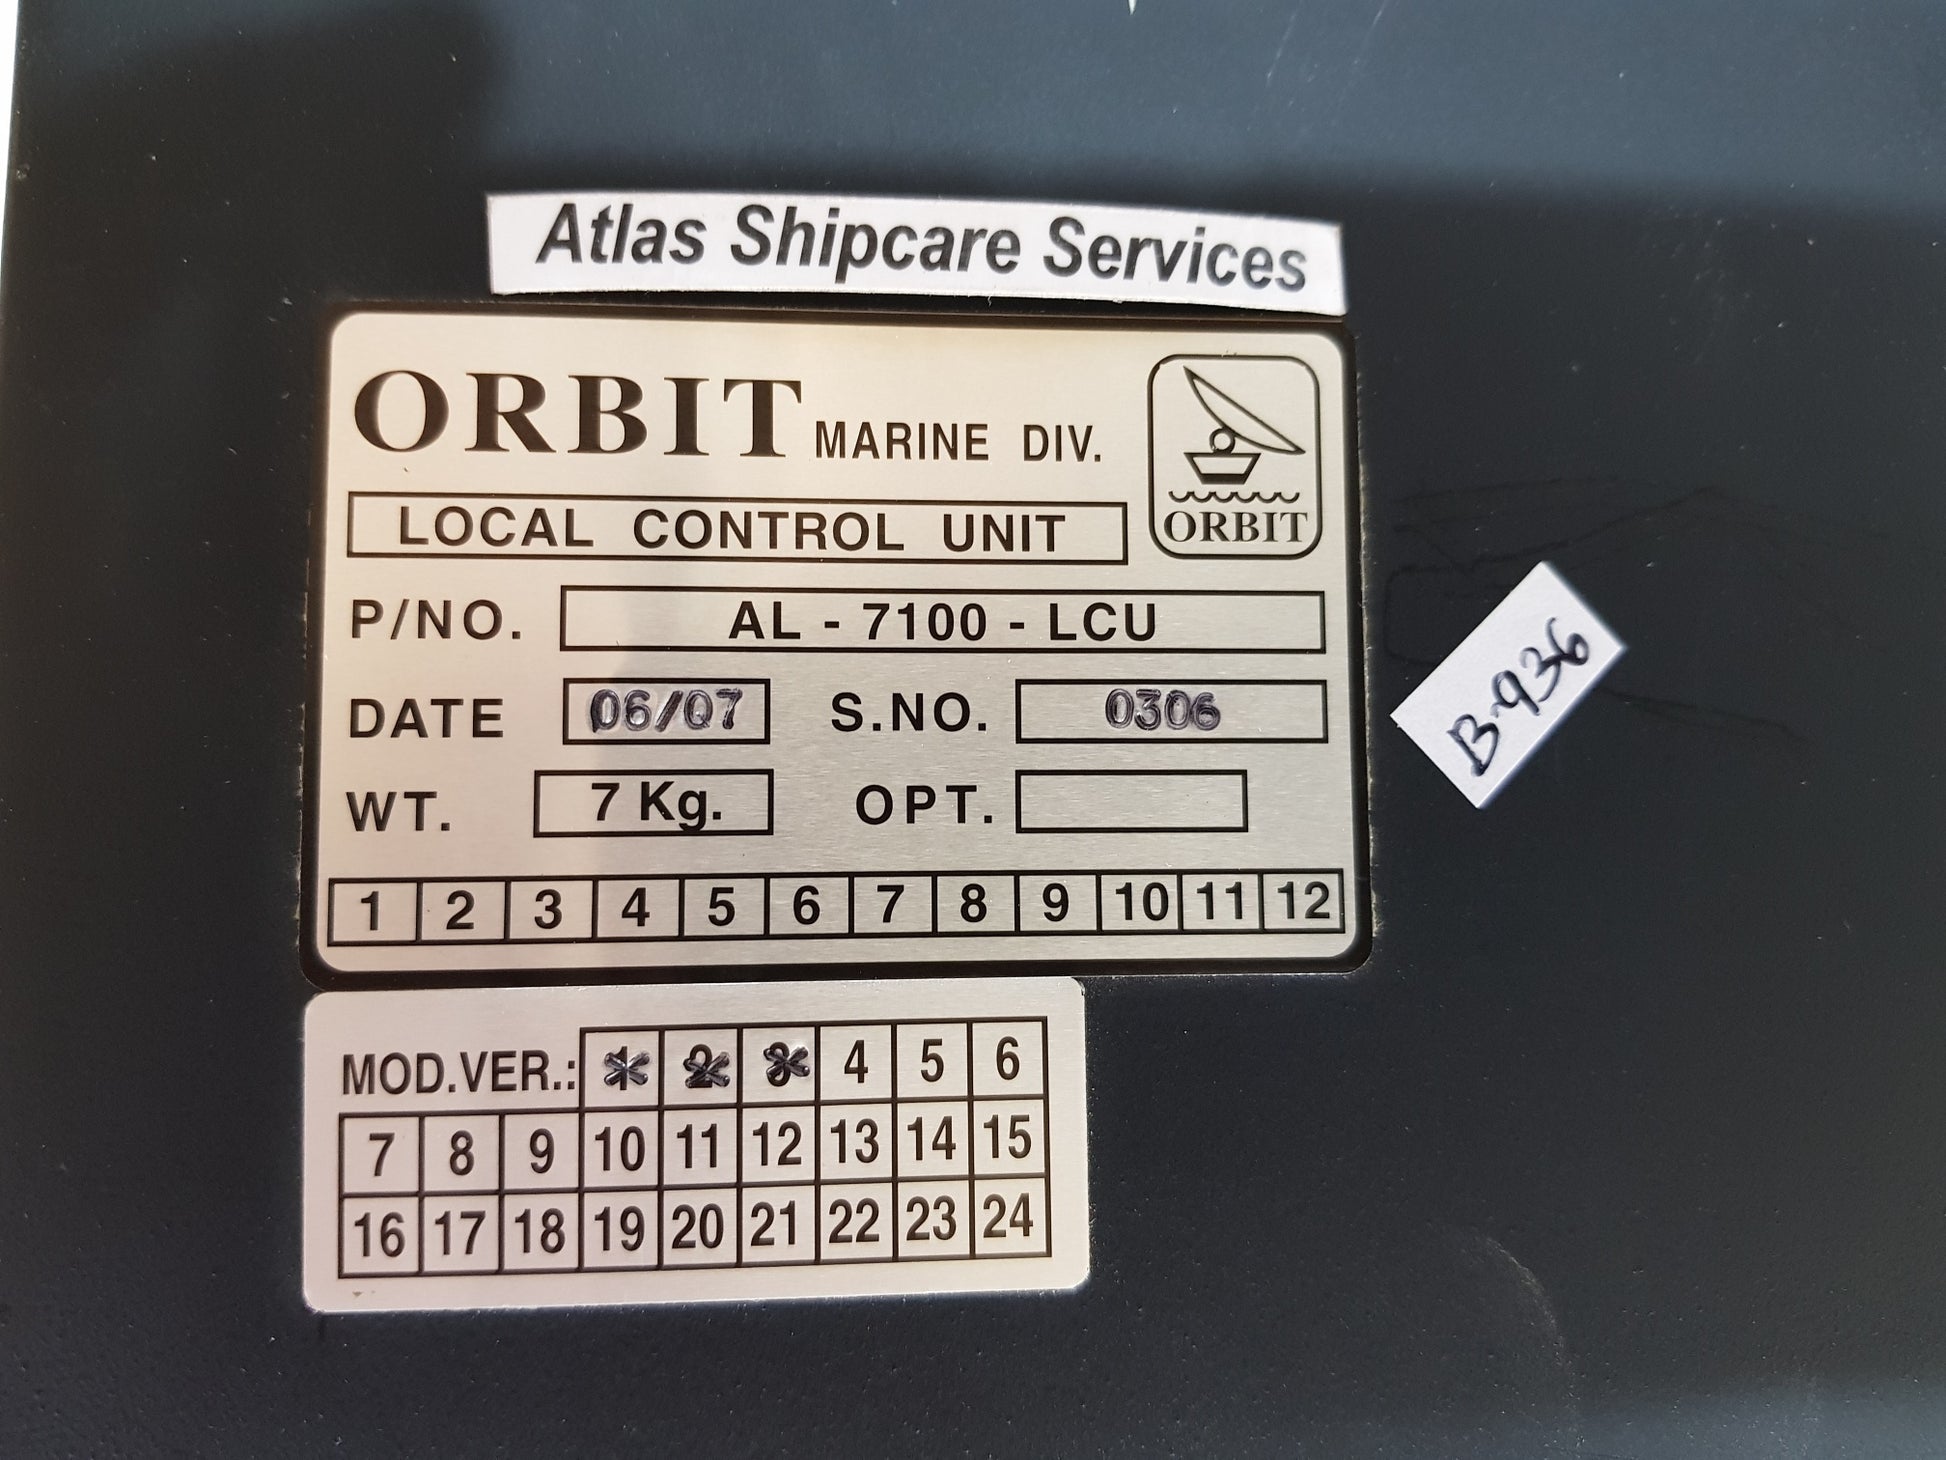 Atlas Shipcare Services
ORBIT MARINE DIV.
ORBIT
LOCAL CONTROL UNIT
P/NO. AL - 7100 - LCU
DATE 06/07 S.NO. 0306
WT. 7 Kg. OPT.
1 2 3 4 5 6 7 8 9 10 11 12
B-936
MOD.VER.: 1 2 3 4 5 6
7 8 9 10 11 12 13 14 15
16 17 18 19 20 21 22 23 24